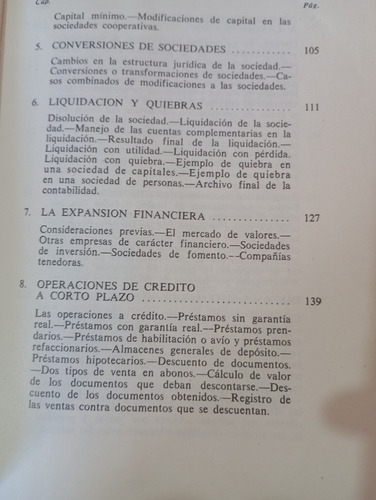 Cap.
Pág.
Capital mínimo.—Modificaciones de capital en las
sociedades cooperativas.
5. CONVERSIONES DE SOCIEDADES ............ 105
Cambios en la estructura jurídica de la sociedad.—
Conversiones o transformaciones de sociedades.—Ca-
sos combinados de modificaciones a las sociedades.
6. LIQUIDACION Y QUIEBRAS ............... 111
Disolución de la sociedad.—Liquidación de la socie-
dad.—Manejo de las cuentas complementarias en la
liquidación.—Resultado final de la liquidación.—
Liquidación con utilidad.—Liquidación con pérdida.
Liquidación con quiebra.—Ejemplo de quiebra en
una sociedad de capitales.—Ejemplo de quiebra
en una sociedad de personas.—Archivo final de la
contabilidad.
7. LA EXPANSION FINANCIERA .............. 127
Consideraciones previas.—El mercado de valores.—
Otras empresas de carácter financiero.—Sociedades
de inversión.—Sociedades de fomento.—Compañías
tenedoras.
8. OPERACIONES DE CREDITO
A CORTO PLAZO ....................... 139
Las operaciones a crédito.—Préstamos sin garantía
real.—Préstamos con garantía real.—Préstamos pren-
darios.—Préstamos de habilitación o avío y préstamos
refaccionarios.—Almacenes generales de depósito.—
Préstamos hipotecarios.—Descuento de documentos.
—Dos tipos de venta en abonos.—Cálculo de valor
de los documentos que deban descontarse.—Des-
cuento de los documentos obtenidos.—Registro de
las ventas contra documentos que se descuentan.